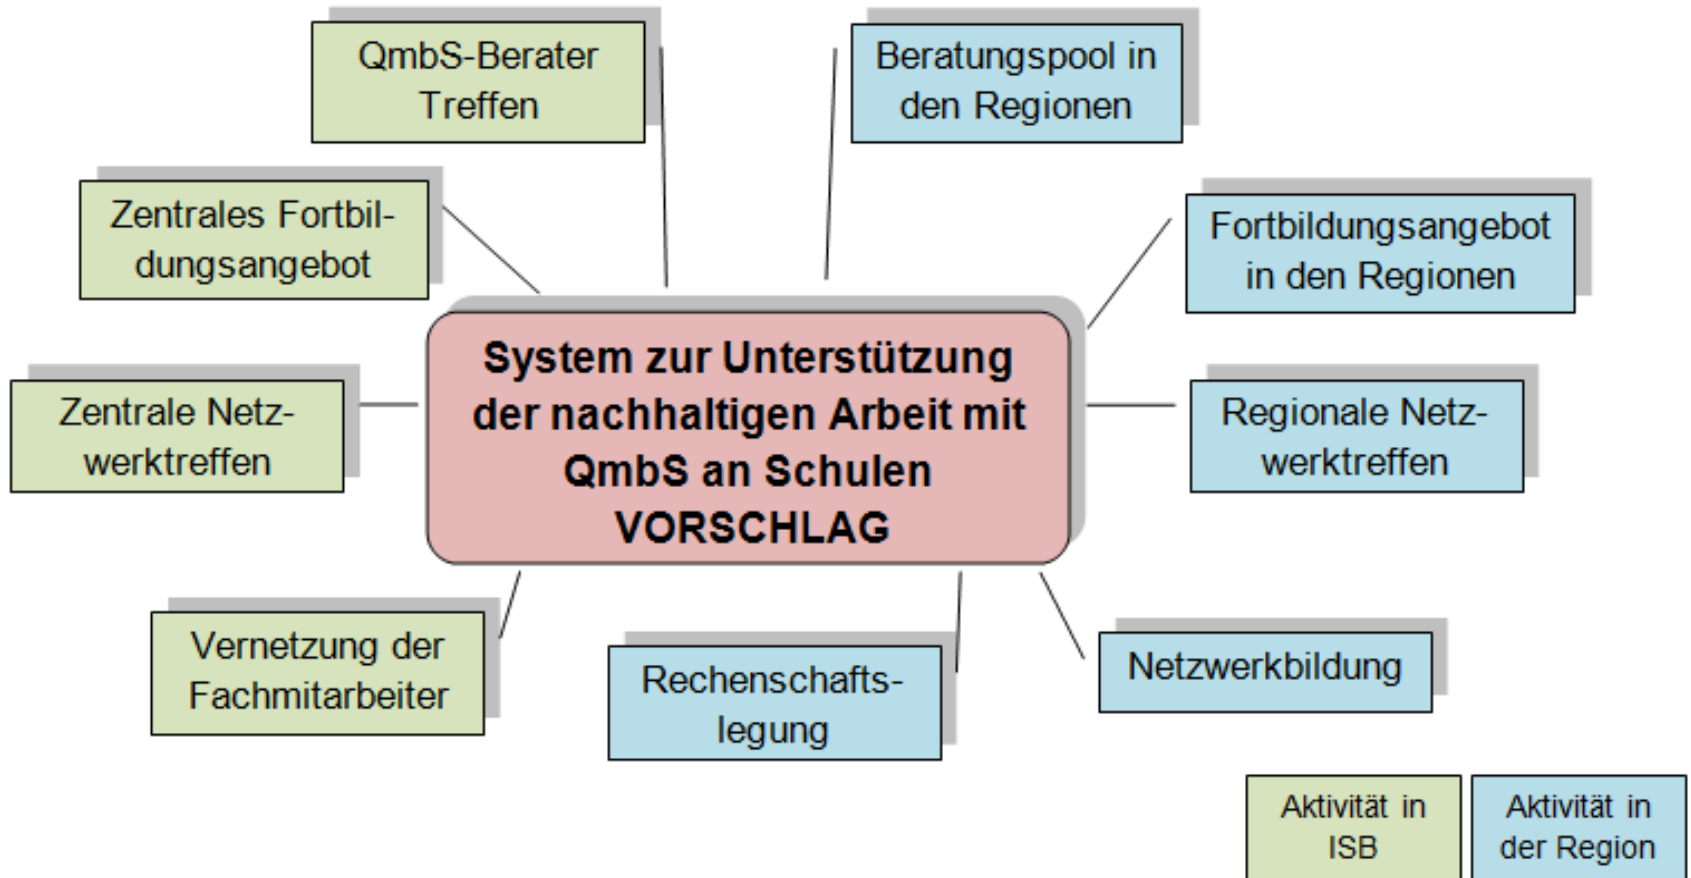 QmbS-Berater
Treffen
Beratungspool in
den Regionen
Zentrales Fortbil-
dungsangebot
Fortbildungsangebot
in den Regionen
System zur Unterstützung
der nachhaltigen Arbeit mit
QmbS an Schulen
VORSCHLAG
Zentrale Netz-
werktreffen
Regionale Netz-
werktreffen
Vernetzung der
Fachmitarbeiter
Rechenschafts-
legung
Netzwerkbildung
Aktivität in
ISB
Aktivität in
der Region